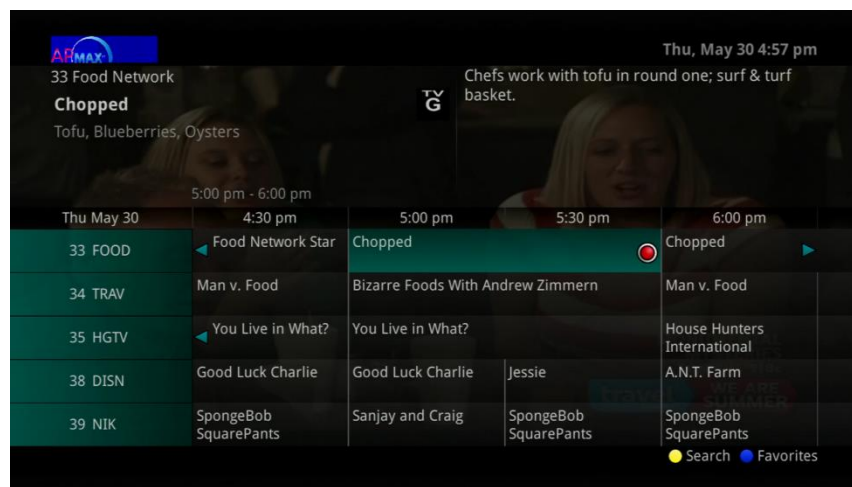 APMAX
Thu, May 30 4:57 pm
33 Food Network
Chopped
Tofu, Blueberries, Oysters
TV
G
Chefs work with tofu in round one; surf & turf
basket.
5:00 pm - 6:00 pm
Thu May 30 4:30 pm 5:00 pm 5:30 pm 6:00 pm
33 FOOD Food Network Star Chopped Chopped
34 TRAV Man v. Food Bizarre Foods With Andrew Zimmern Man v. Food
35 HGTV You Live in What? You Live in What? House Hunters
International
38 DISN Good Luck Charlie Good Luck Charlie Jessie A.N.T. Farm
travel WE ARE
SUMMER
39 NIK SpongeBob
SquarePants Sanjay and Craig SpongeBob
SquarePants SpongeBob
SquarePants
Search Favorites